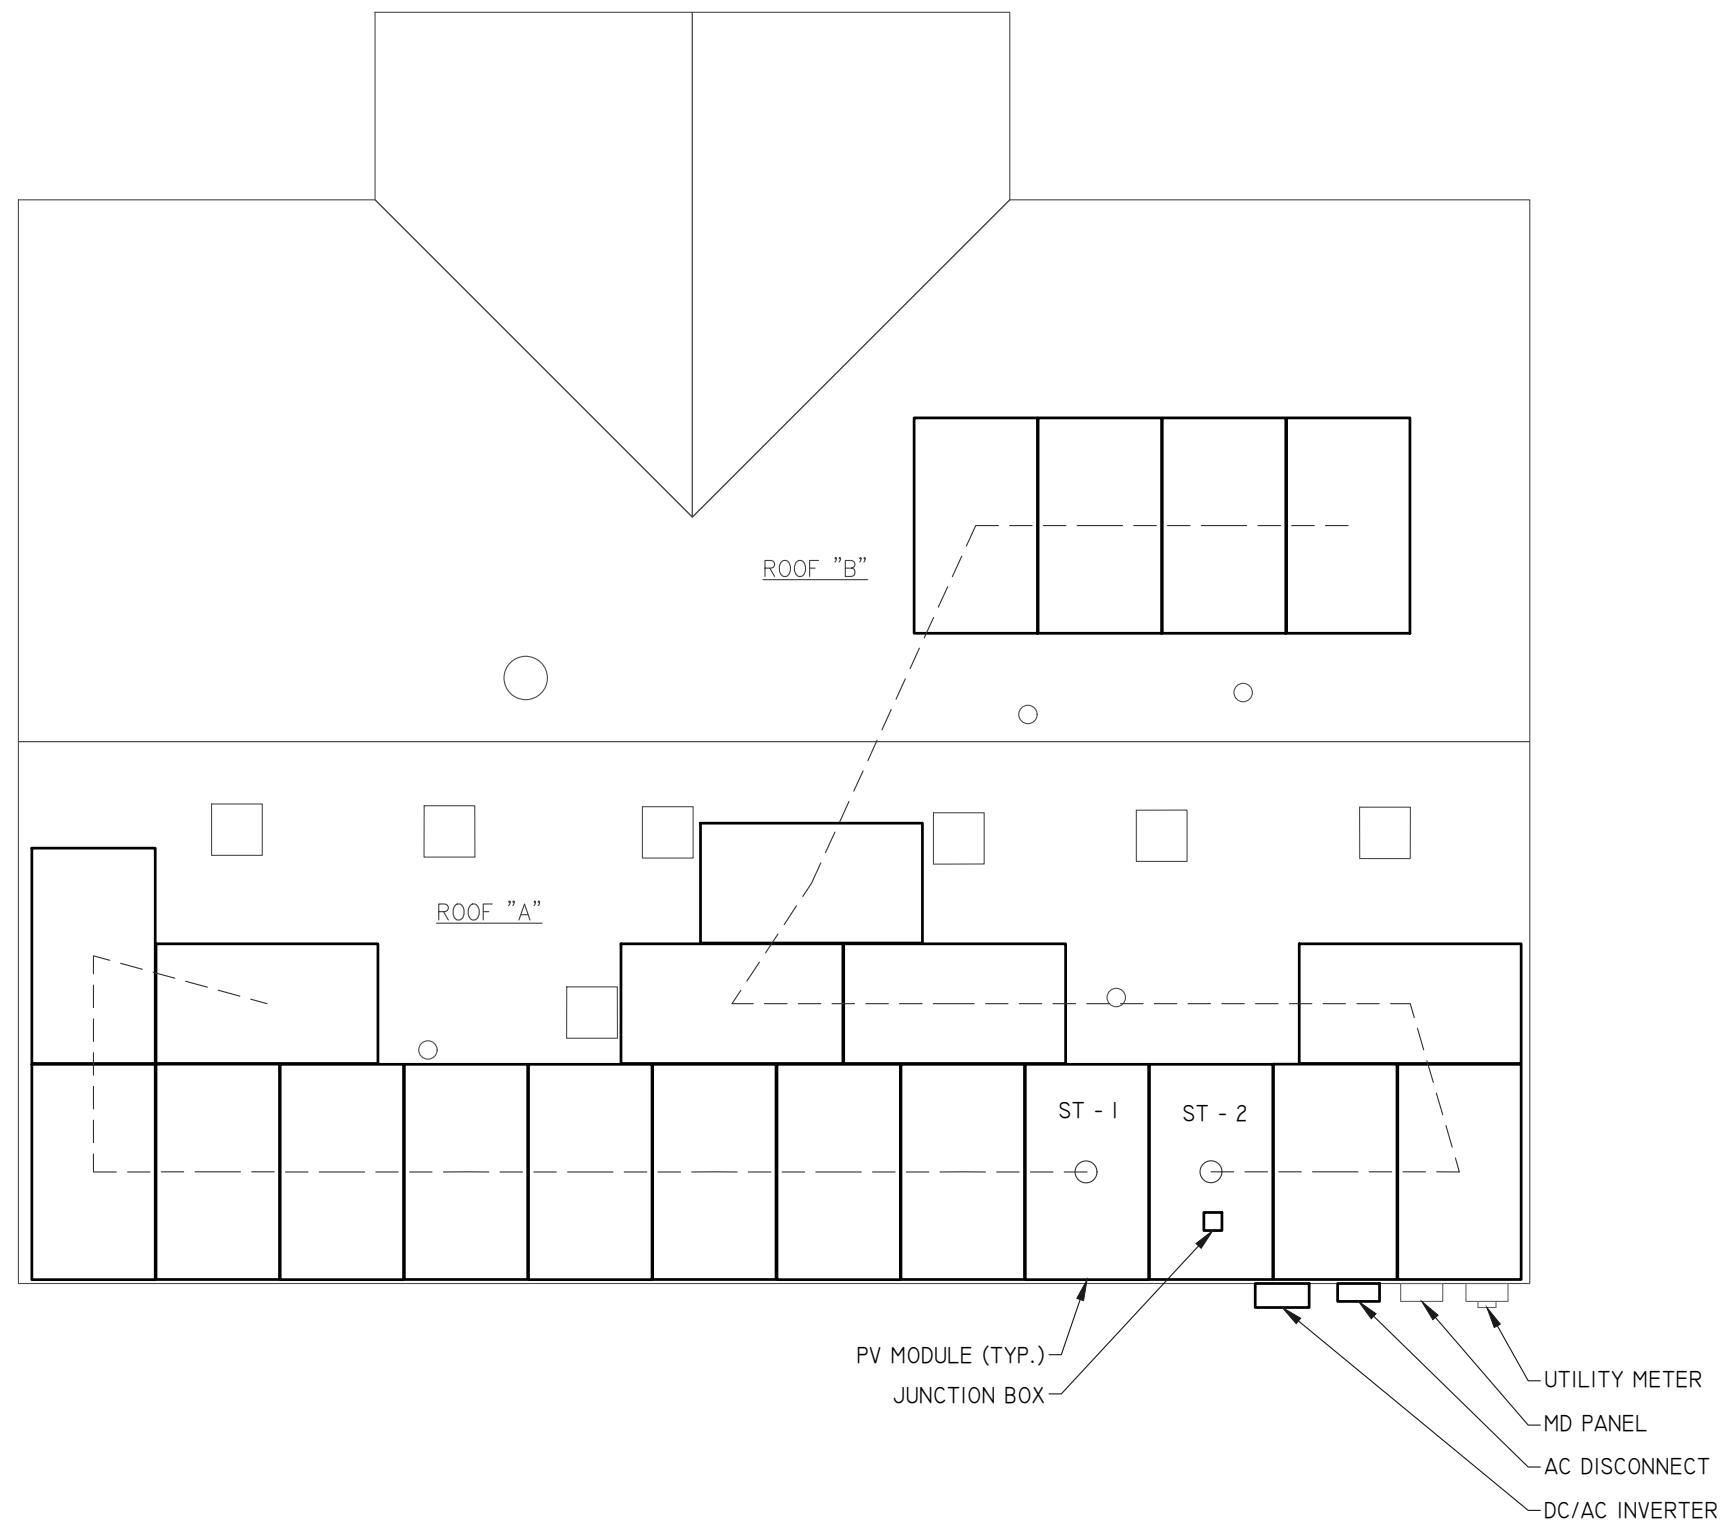 ROOF "B"
ROOF "A"
ST - 1
ST - 2
PV MODULE (TYP.)
JUNCTION BOX
UTILITY METER
MD PANEL
AC DISCONNECT
DC/AC INVERTER